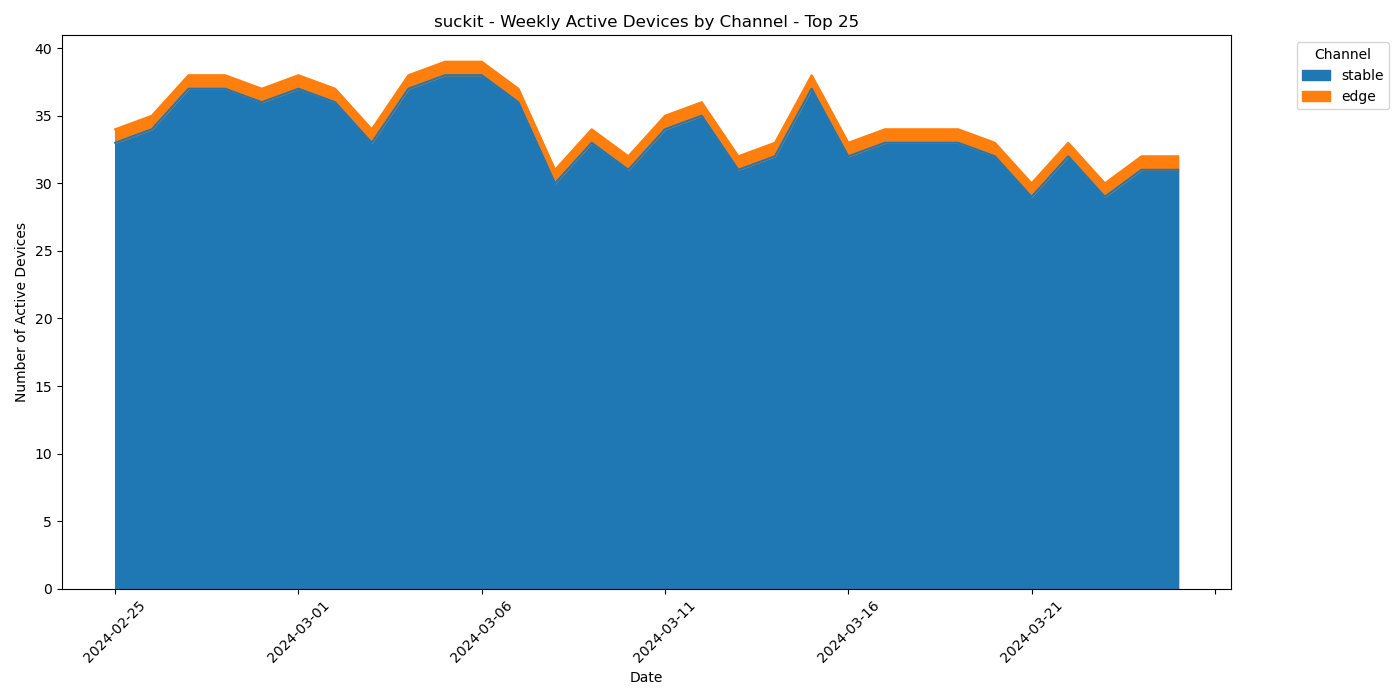 suckit - Weekly Active Devices by Channel - Top 25
Channel
stable
edge
Number of Active Devices
40
35
30
25
20
15
10
5
0
2024-02-25
2024-03-01
2024-03-06
2024-03-11
2024-03-16
2024-03-21
Date